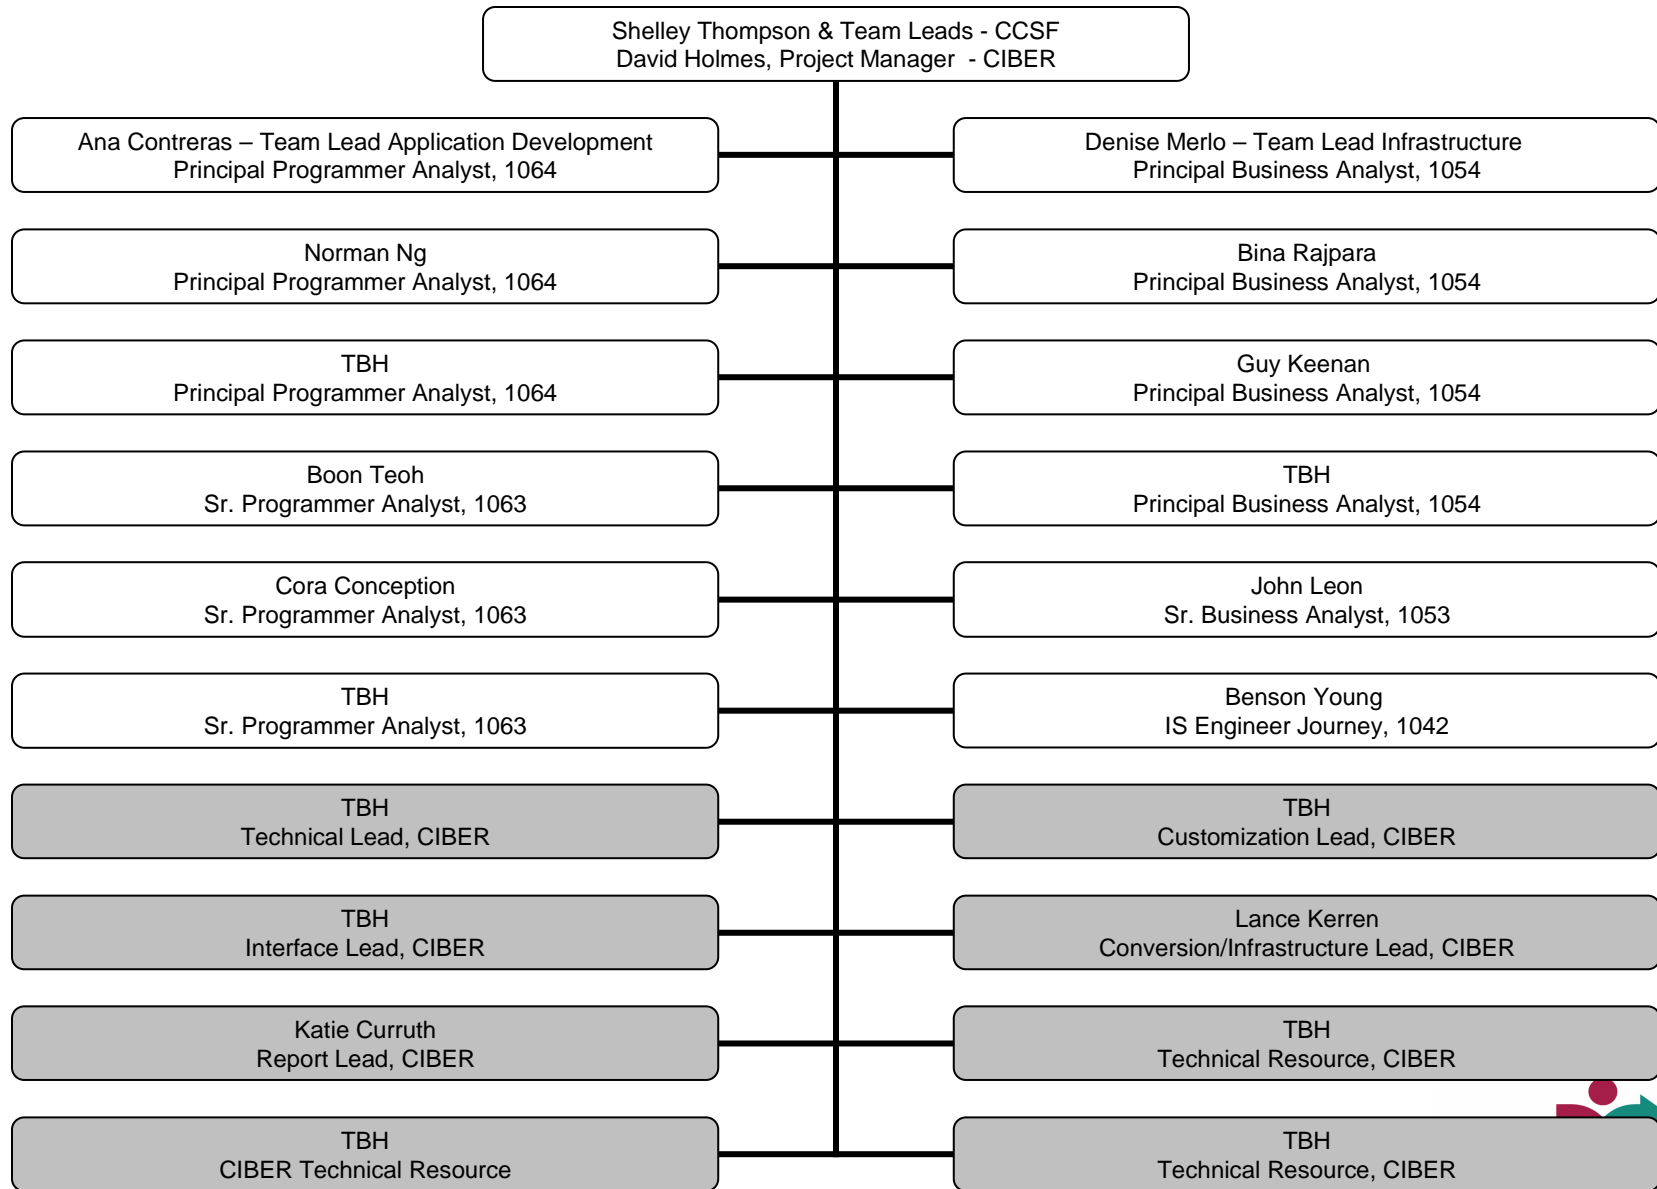 Shelley Thompson & Team Leads - CCSF
David Holmes, Project Manager  - CIBER
Ana Contreras – Team Lead Application Development
Principal Programmer Analyst, 1064
Denise Merlo – Team Lead Infrastructure
Principal Business Analyst, 1054
Norman Ng
Principal Programmer Analyst, 1064
Bina Rajpara
Principal Business Analyst, 1054
TBH
Principal Programmer Analyst, 1064
Guy Keenan
Principal Business Analyst, 1054
Boon Teoh
Sr. Programmer Analyst, 1063
TBH
Principal Business Analyst, 1054
Cora Conception
Sr. Programmer Analyst, 1063
John Leon
Sr. Business Analyst, 1053
TBH
Sr. Programmer Analyst, 1063
Benson Young
IS Engineer Journey, 1042
TBH
Technical Lead, CIBER
TBH
Customization Lead, CIBER
TBH
Interface Lead, CIBER
Lance Kerren
Conversion/Infrastructure Lead, CIBER
Katie Curruth
Report Lead, CIBER
TBH
Technical Resource, CIBER
TBH
CIBER Technical Resource
TBH
Technical Resource, CIBER